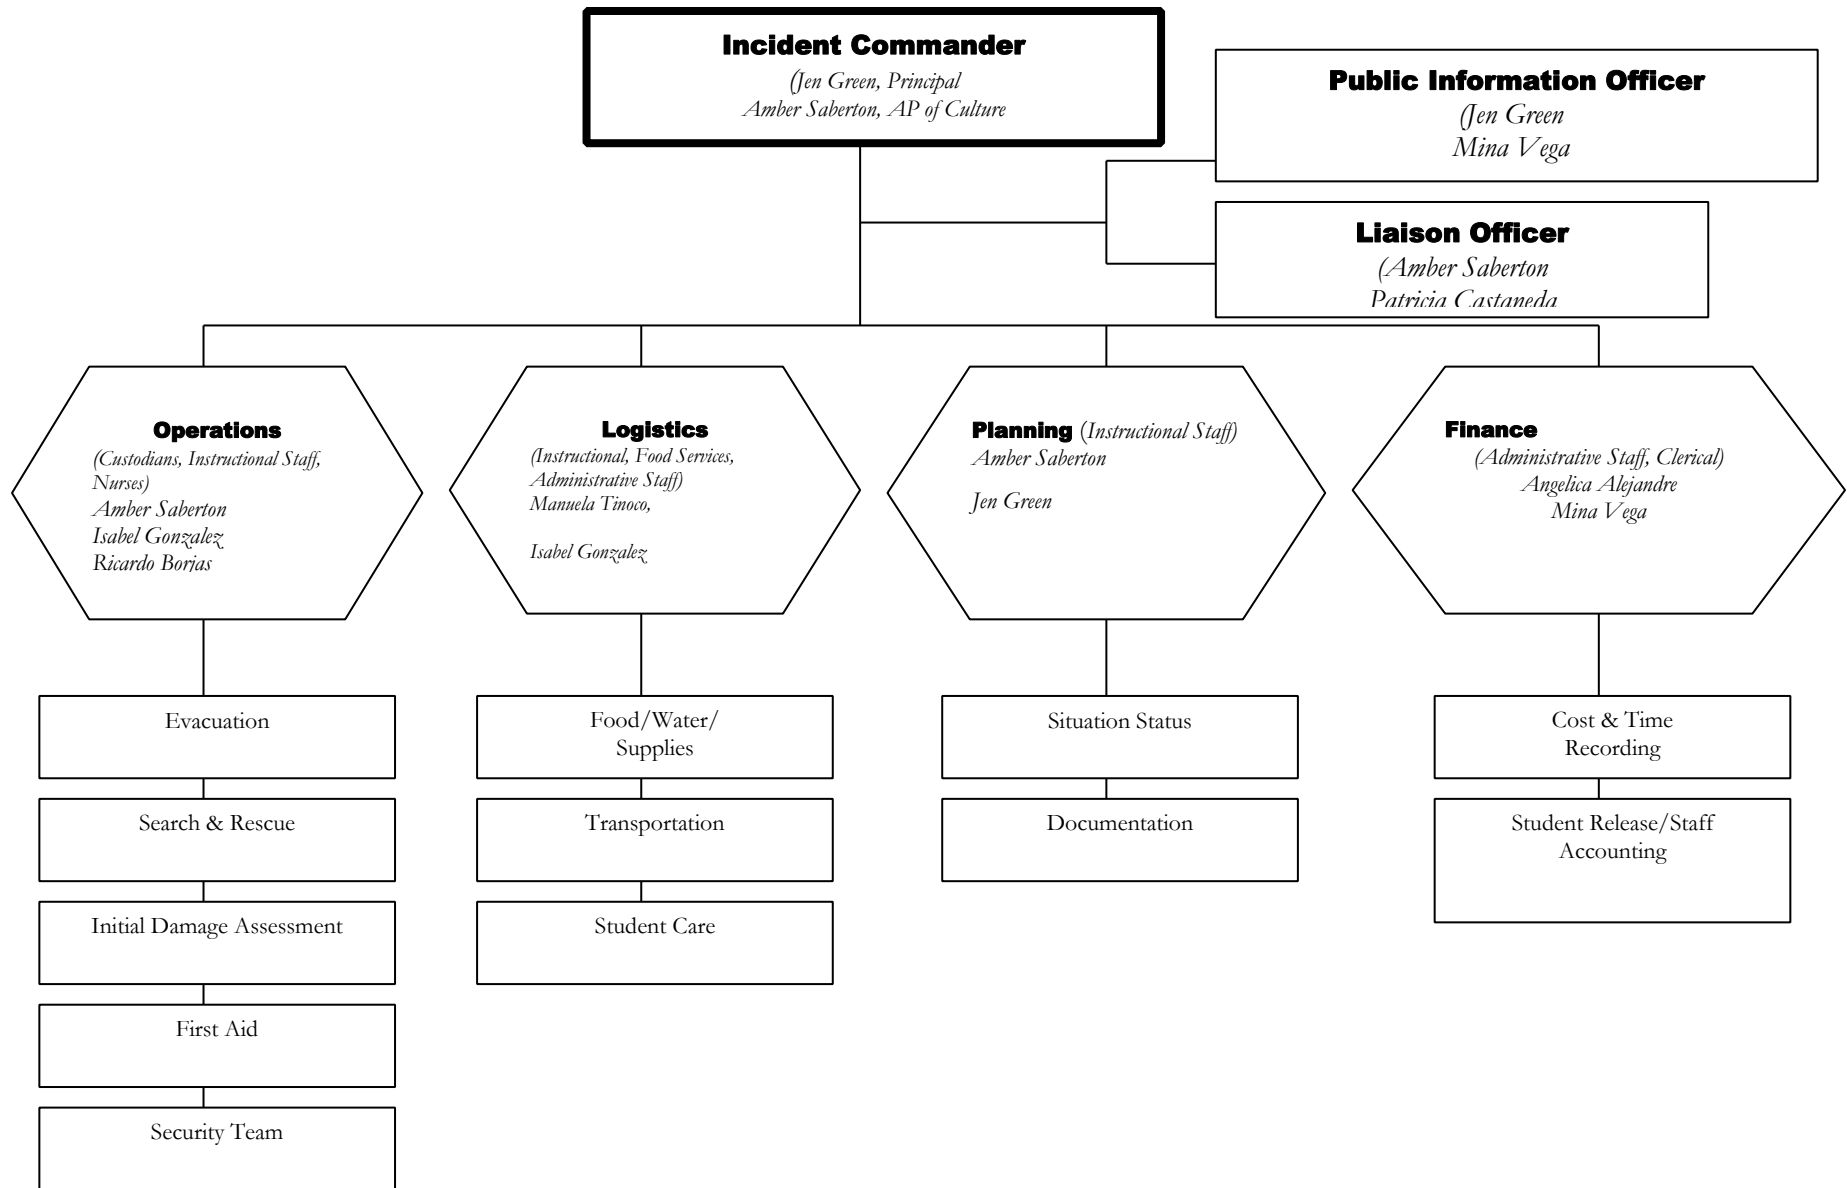 Incident Commander
(Jen Green, Principal
Amber Saberton, AP of Culture
Public Information Officer
(Jen Green
Mina Vega
Liaison Officer
(Amber Saberton
Patricia Castaneda
Operations
(Custodians, Instructional Staff,
Nurses)
Amber Saberton
Isabel Gonzalez
Ricardo Borjas
Logistics
(Instructional, Food Services,
Administrative Staff)
Manuela Tinoco,
Isabel Gonzalez
Planning (Instructional Staff)
Amber Saberton
Jen Green
Finance
(Administrative Staff, Clerical)
Angelica Alejandre
Mina Vega
Evacuation
Search & Rescue
Initial Damage Assessment
First Aid
Security Team
Food/Water/
Supplies
Transportation
Student Care
Situation Status
Documentation
Cost & Time
Recording
Student Release/Staff
Accounting